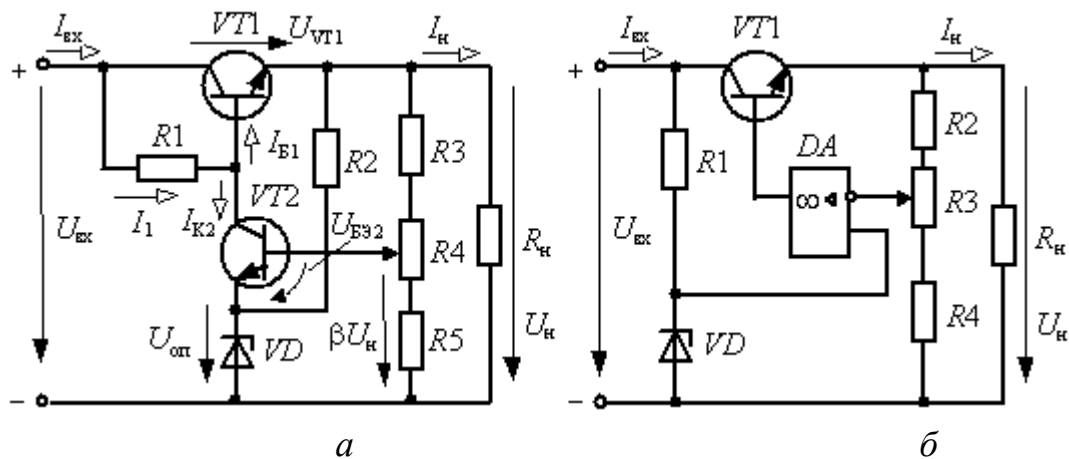 Iвх VT1 UVT1 Iн
+
R1 IБ1 R2 R3
I1 IК2 VT2 UБЭ2
Uвх R4 Rн
Uоп VD βUн R5 Uн
−
а
Iвх VT1 Iн
+
R1 DA R2
∞
Uвх R3 Rн
VD R4 Uн
−
б